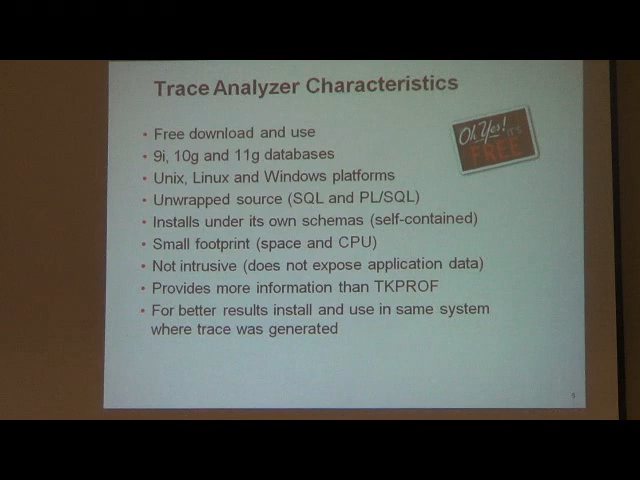 Trace Analyzer Characteristics
Oh Yes! IT'S
FREE
• Free download and use
• 9i, 10g and 11g databases
• Unix, Linux and Windows platforms
• Unwrapped source (SQL and PL/SQL)
• Installs under its own schemas (self-contained)
• Small footprint (space and CPU)
• Not intrusive (does not expose application data)
• Provides more information than TKPROF
• For better results install and use in same system
where trace was generated
5